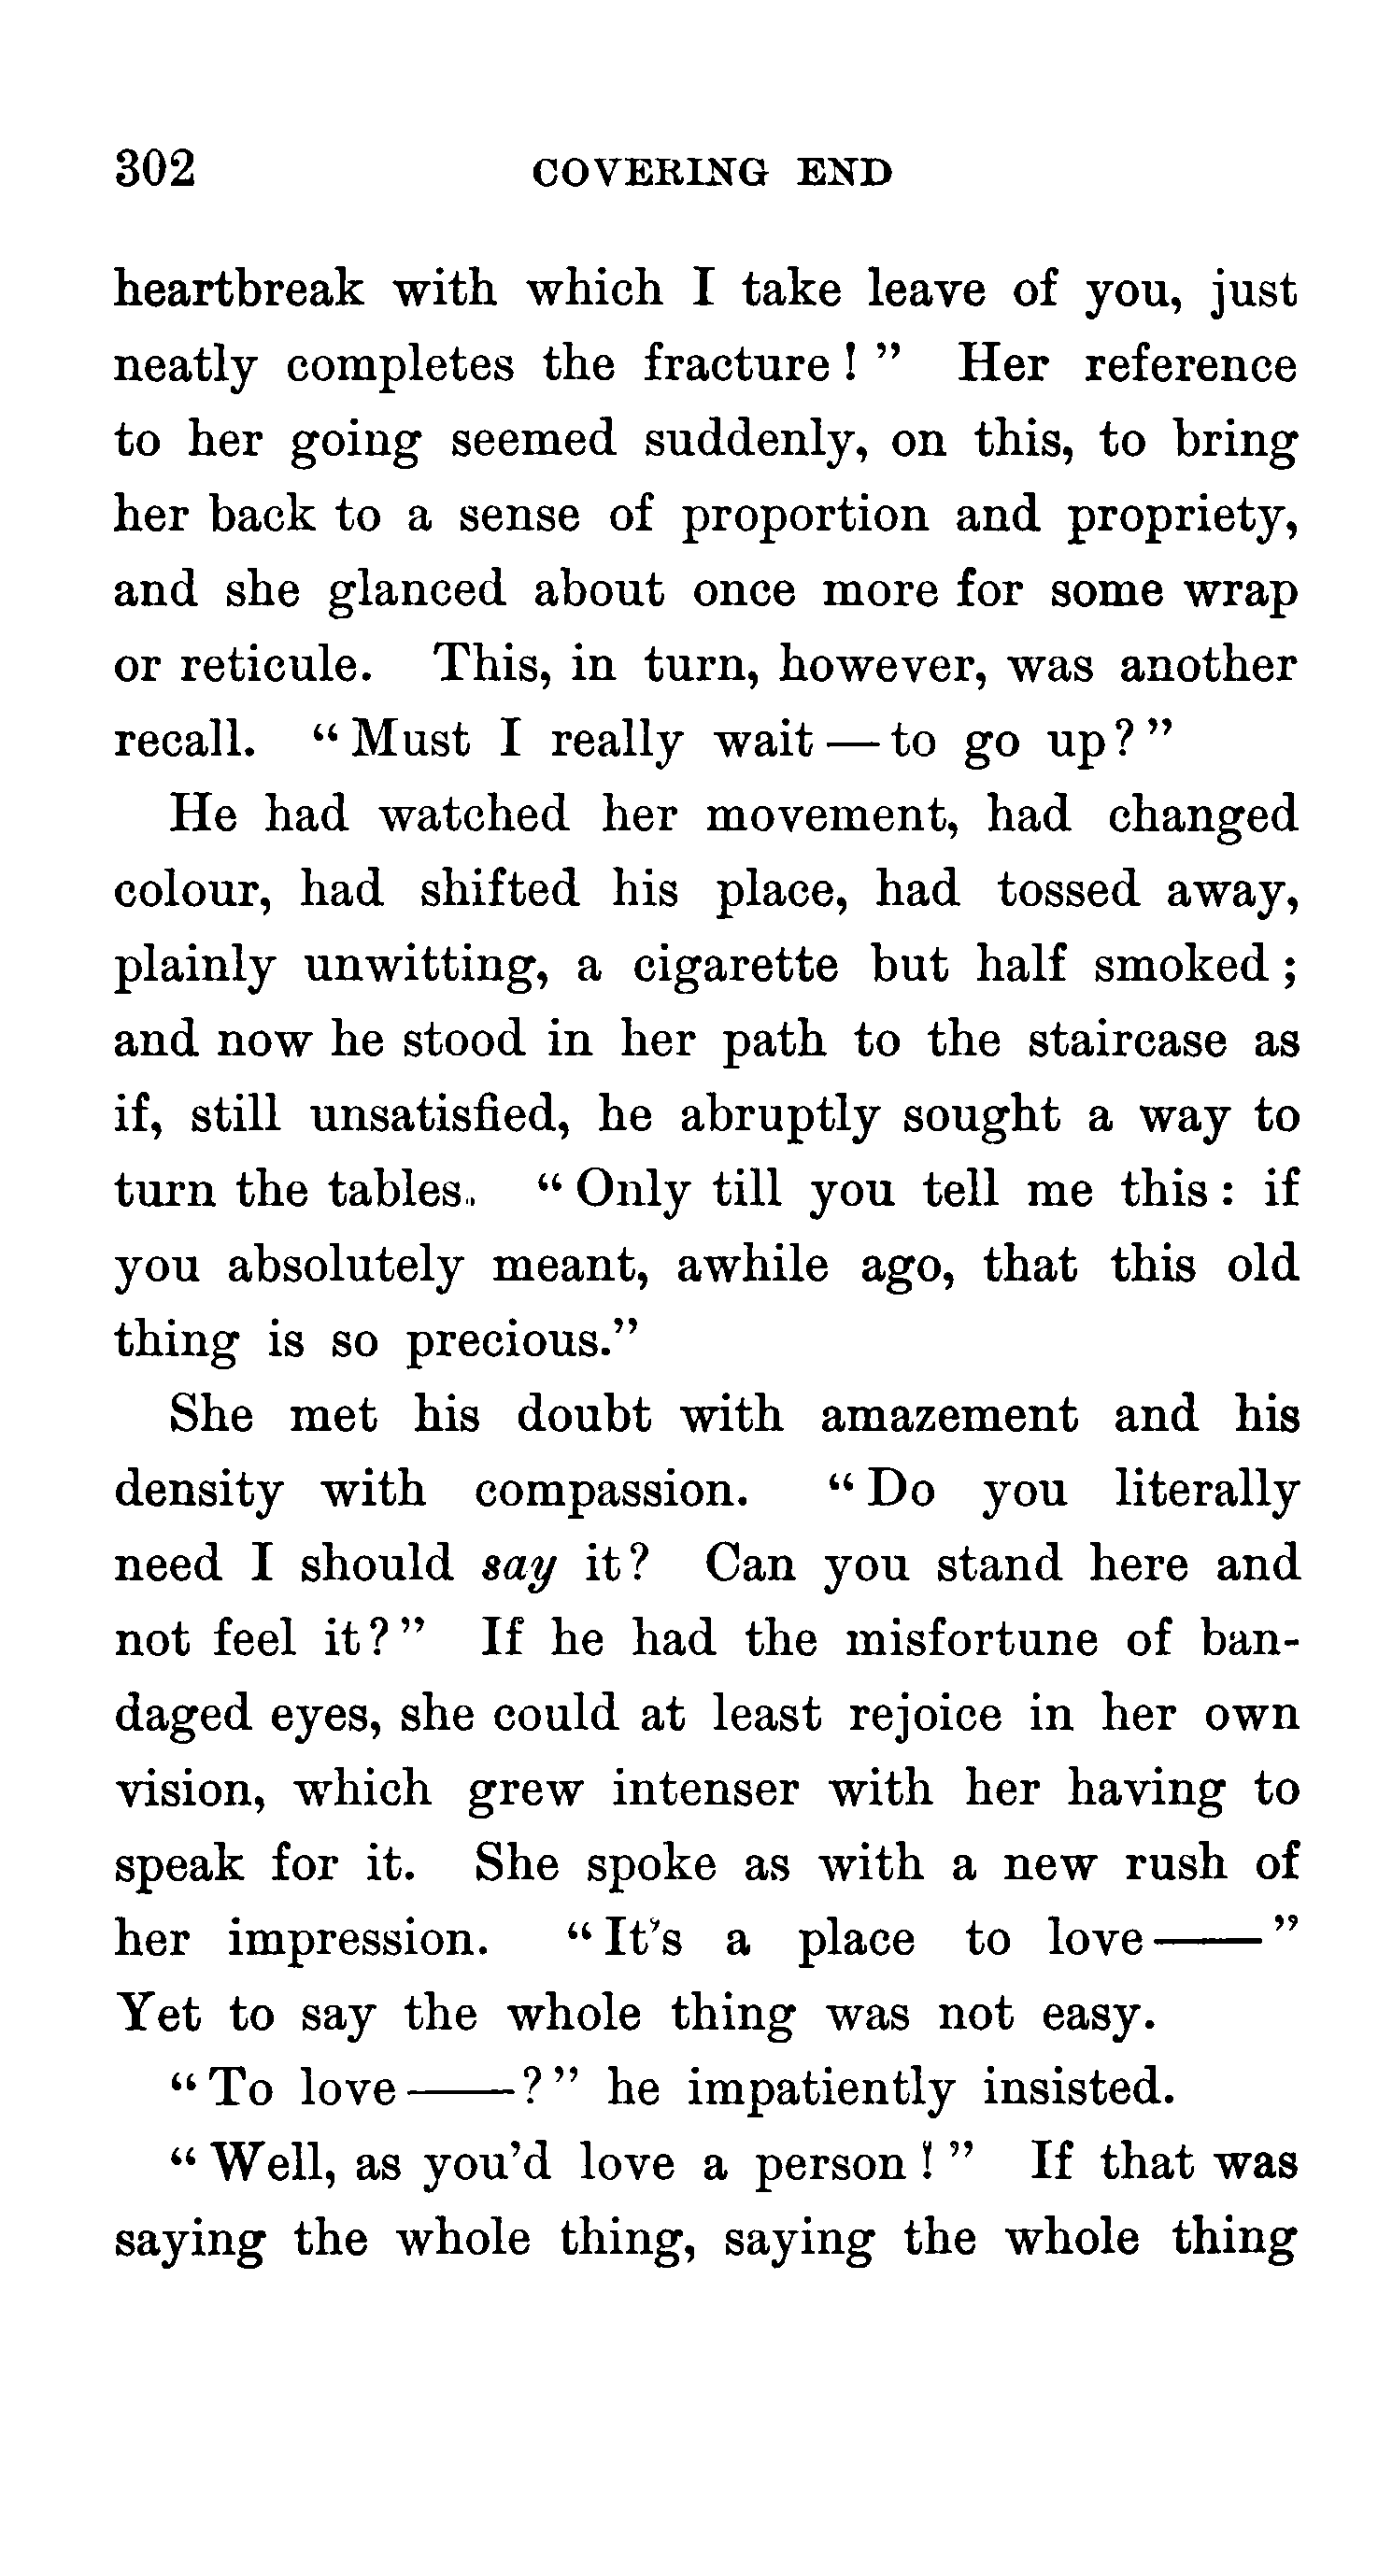 302 COVERING END
heartbreak with which I take leave of you, just
neatly completes the fracture!” Her reference
to her going seemed suddenly, on this, to bring
her back to a sense of proportion and propriety,
and she glanced about once more for some wrap
or reticule. This, in turn, however, was another
recall. “Must I really wait—to go up?”
He had watched her movement, had changed
colour, had shifted his place, had tossed away,
plainly unwitting, a cigarette but half smoked;
and now he stood in her path to the staircase as
if, still unsatisfied, he abruptly sought a way to
turn the tables. “Only till you tell me this: if
you absolutely meant, awhile ago, that this old
thing is so precious.”
She met his doubt with amazement and his
density with compassion. “Do you literally
need I should say it? Can you stand here and
not feel it?” If he had the misfortune of ban-
daged eyes, she could at least rejoice in her own
vision, which grew intenser with her having to
speak for it. She spoke as with a new rush of
her impression. “It’s a place to love——”
Yet to say the whole thing was not easy.
“To love——?” he impatiently insisted.
“Well, as you’d love a person!” If that was
saying the whole thing, saying the whole thing